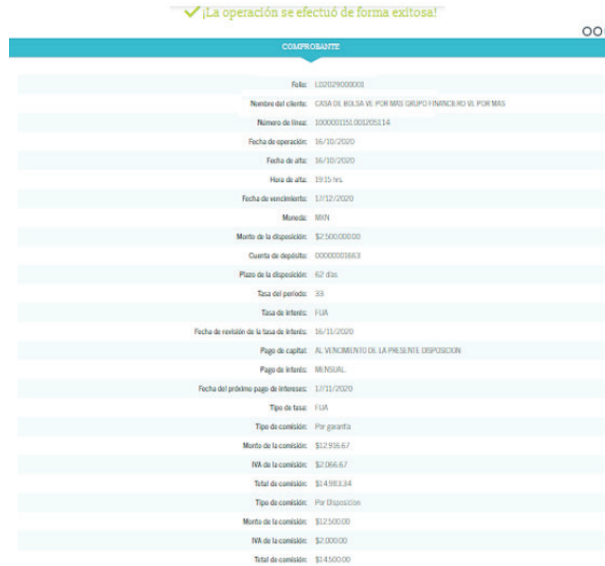 ¡La operación se efectuó de forma exitosa!
COMPROBANTE
Folio: LD2029000001
Nombre del cliente: CASA DE BOLSA VE POR MAS GRUPO FINANCIERO VE POR MAS
Número de línea: 1000001151.001205114
Fecha de operación: 16/10/2020
Fecha de alta: 16/10/2020
Hora de alta: 19:15 hrs.
Fecha de vencimiento: 17/12/2020
Moneda: MXN
Monto de la disposición: $2,500,000.00
Cuenta de depósito: 00000001663
Plazo de la disposición: 62 días
Tasa del periodo: 33
Tasa de interés: FIJA
Fecha de revisión de la tasa de interés: 16/11/2020
Pago de capital: AL VENCIMIENTO DE LA PRESENTE DISPOSICION
Pago de interés: MENSUAL
Fecha del próximo pago de intereses: 17/11/2020
Tipo de tasa: FIJA
Tipo de comisión: Por garantía
Monto de la comisión: $12,916.67
IVA de la comisión: $2,066.67
Total de comisión: $14,983.34
Tipo de comisión: Por Disposición
Monto de la comisión: $12,500.00
IVA de la comisión: $2,000.00
Total de comisión: $14,500.00